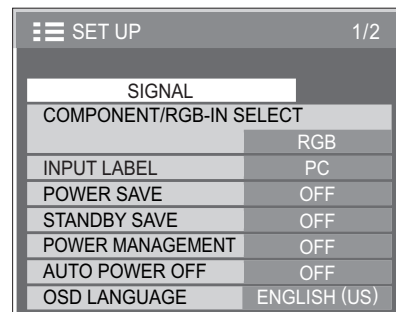 SET UP 1/2
SIGNAL
COMPONENT/RGB-IN SELECT
RGB
INPUT LABEL PC
POWER SAVE OFF
STANDBY SAVE OFF
POWER MANAGEMENT OFF
AUTO POWER OFF OFF
OSD LANGUAGE ENGLISH (US)